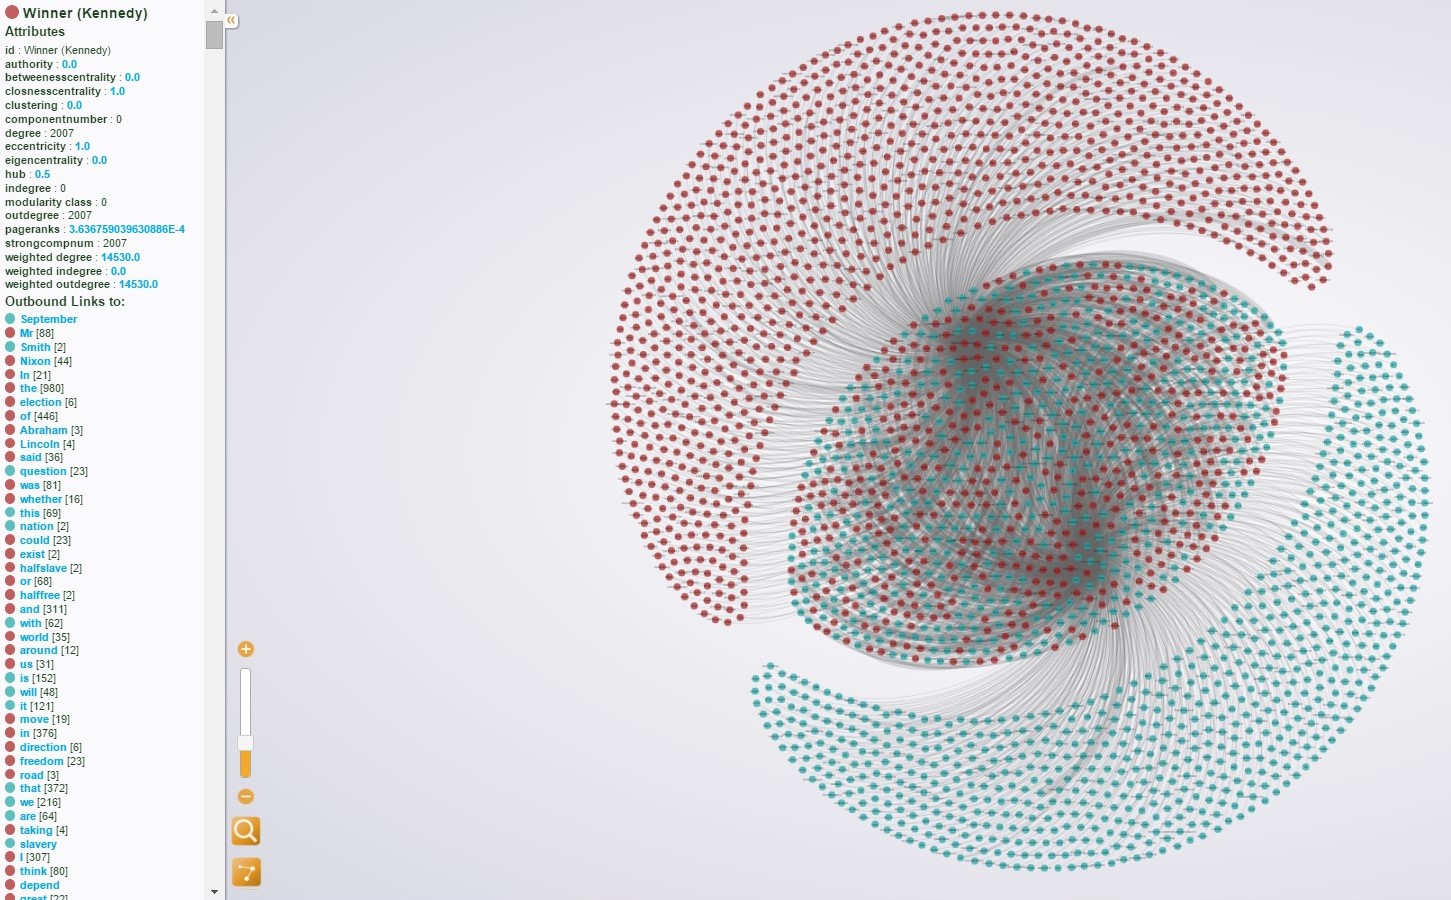 Winner (Kennedy)
Attributes
id : Winner (Kennedy)
authority : 0.0
betweenesscentrality : 0.0
closnesscentrality : 1.0
clustering : 0.0
componentnumber : 0
degree : 2007
eccentricity : 1.0
eigencentrality : 0.0
hub : 0.5
indegree : 0
modularity class : 0
outdegree : 2007
pageranks : 3.636759039630886E-4
strongcompnum : 2007
weighted degree : 14530.0
weighted indegree : 0.0
weighted outdegree : 14530.0
Outbound Links to:
September
Mr [88]
Smith [2]
Nixon [44]
In [21]
the [980]
election [6]
of [446]
Abraham [3]
Lincoln [4]
said [36]
question [23]
was [81]
whether [16]
this [69]
nation [2]
could [23]
exist [2]
halfslave [2]
or [68]
halffree [2]
and [311]
with [62]
world [35]
around [12]
us [31]
is [152]
will [48]
it [121]
move [19]
in [376]
direction [6]
freedom [23]
road [3]
that [372]
we [216]
are [64]
taking [4]
slavery
I [307]
think [80]
depend
great [22]